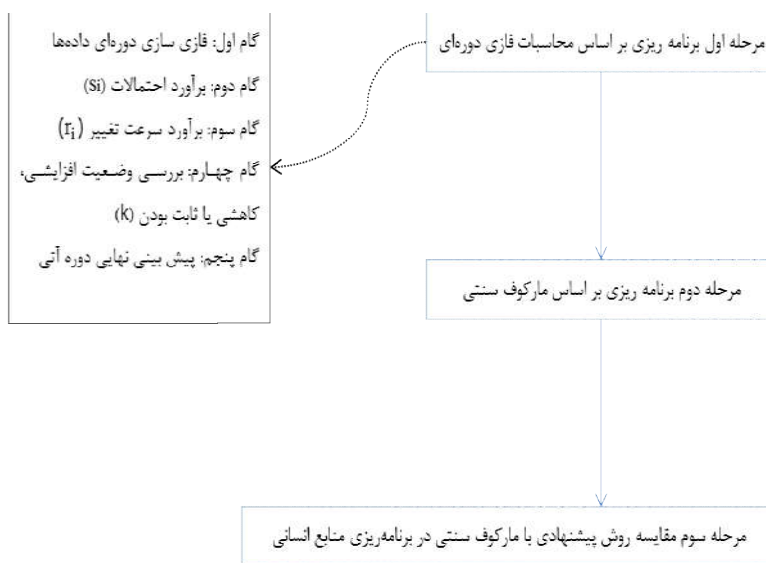 مرحله اول برنامه ریزی بر اساس محاسبات فازی دوره‌ای
گام اول: فازی سازی دوره‌ای داده‌ها
گام دوم: برآورد احتمالات (si)
گام سوم: برآورد سرعت تغییر (ri)
گام چهارم: بررسی وضعیت افزایشی،
کاهشی یا ثابت بودن (k)
گام پنجم: پیش بینی نهایی دوره آتی
مرحله دوم برنامه ریزی بر اساس مارکوف سنتی
مرحله سوم مقایسه روش پیشنهادی با مارکوف سنتی در برنامه‌ریزی منابع انسانی